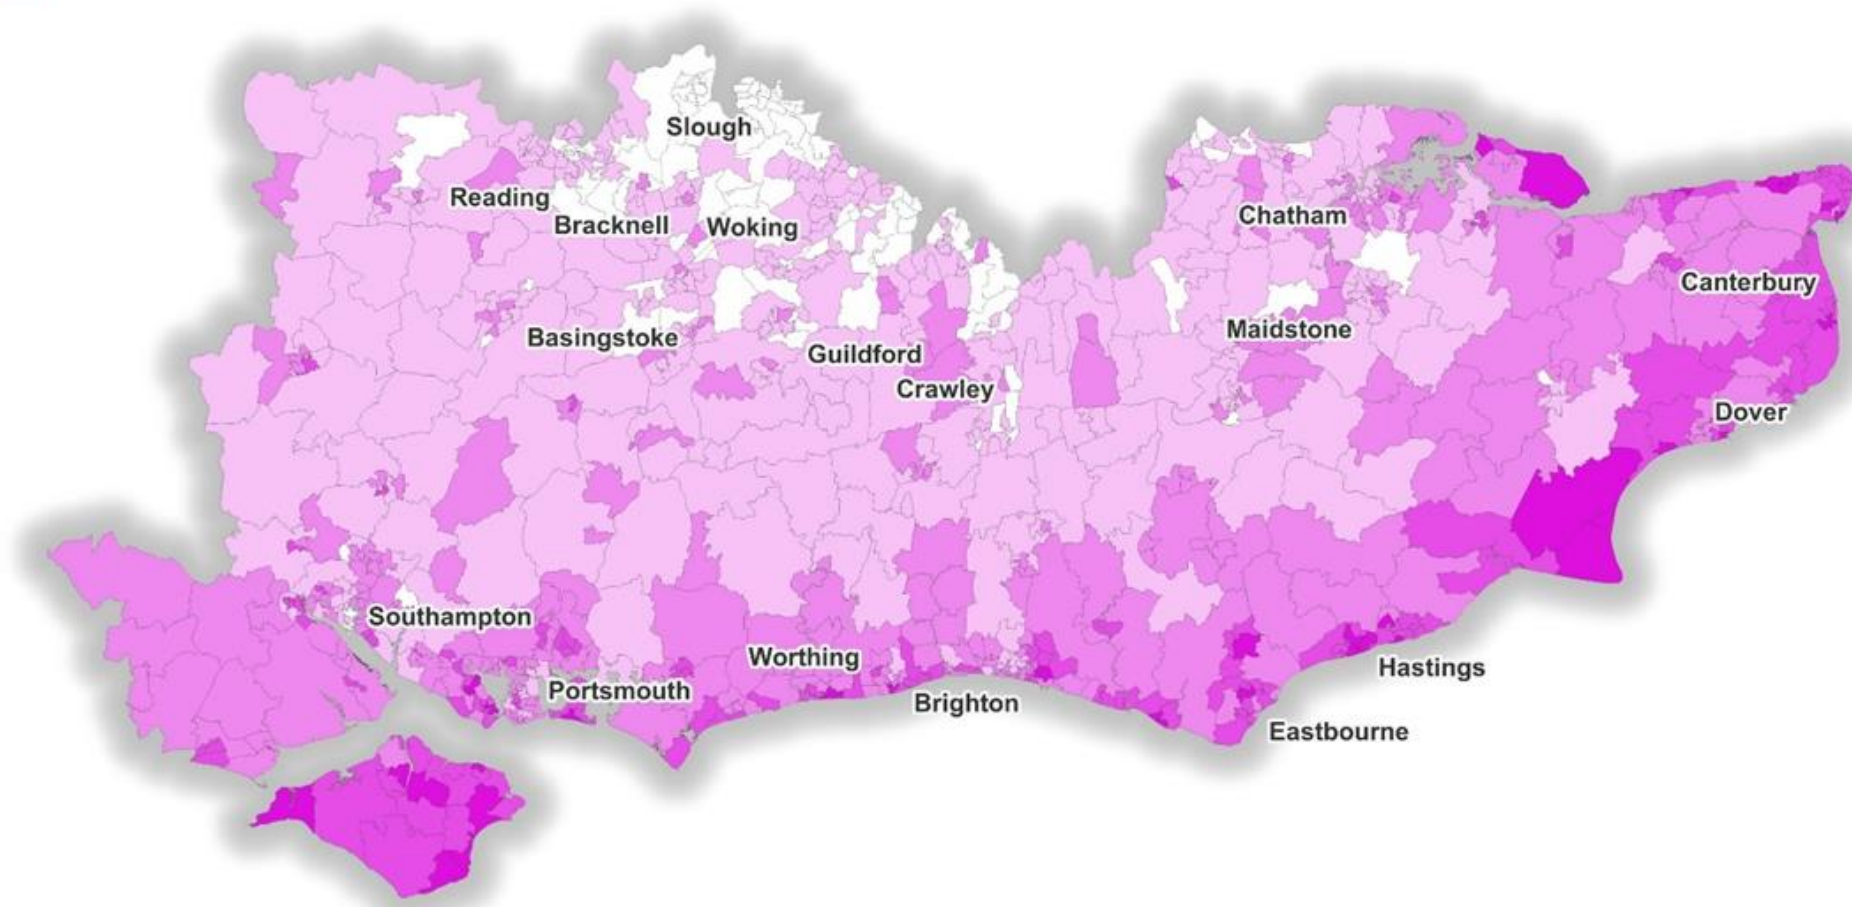 Slough
Reading
Bracknell
Woking
Chatham
Canterbury
Basingstoke
Maidstone
Guildford
Crawley
Dover
Southampton
Worthing
Hastings
Portsmouth
Brighton
Eastbourne